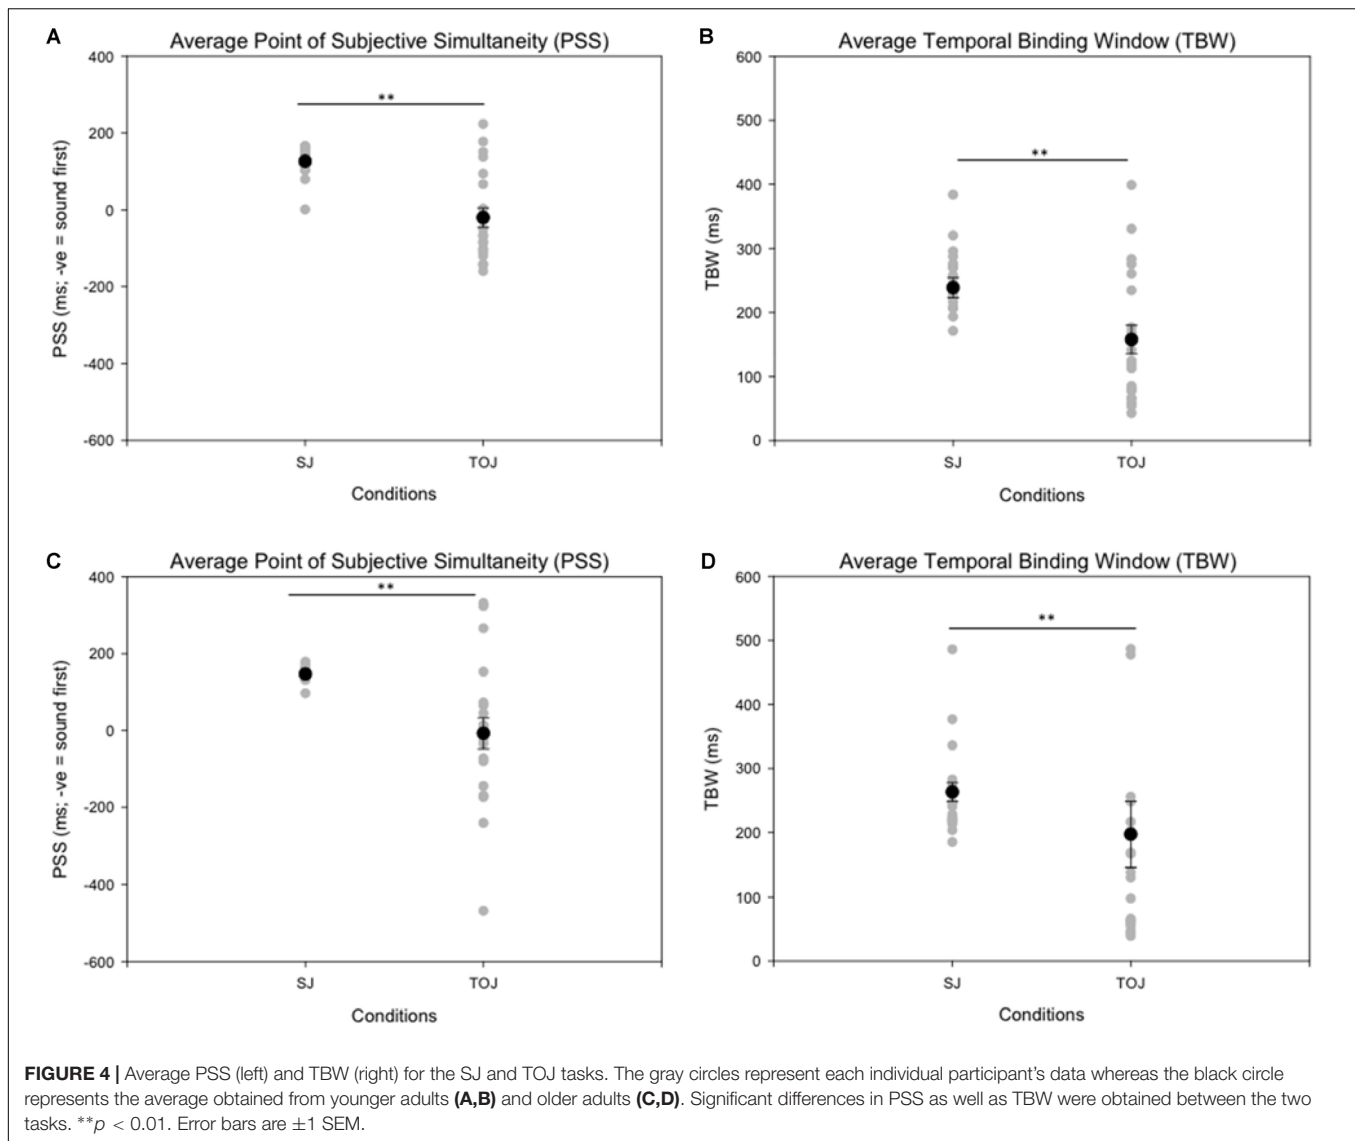 A
Average Point of Subjective Simultaneity (PSS)
400
200
0
-200
-400
-600
PSS (ms; -ve = sound first)
**
SJ
TOJ
Conditions
B
Average Temporal Binding Window (TBW)
600
500
400
300
200
100
0
TBW (ms)
**
SJ
TOJ
Conditions
C
Average Point of Subjective Simultaneity (PSS)
400
200
0
-200
-400
-600
PSS (ms; -ve = sound first)
**
SJ
TOJ
Conditions
D
Average Temporal Binding Window (TBW)
600
500
400
300
200
100
0
TBW (ms)
**
SJ
TOJ
Conditions
FIGURE 4 | Average PSS (left) and TBW (right) for the SJ and TOJ tasks. The gray circles represent each individual participant's data whereas the black circle
represents the average obtained from younger adults (A,B) and older adults (C,D). Significant differences in PSS as well as TBW were obtained between the two
tasks. **p < 0.01. Error bars are ±1 SEM.